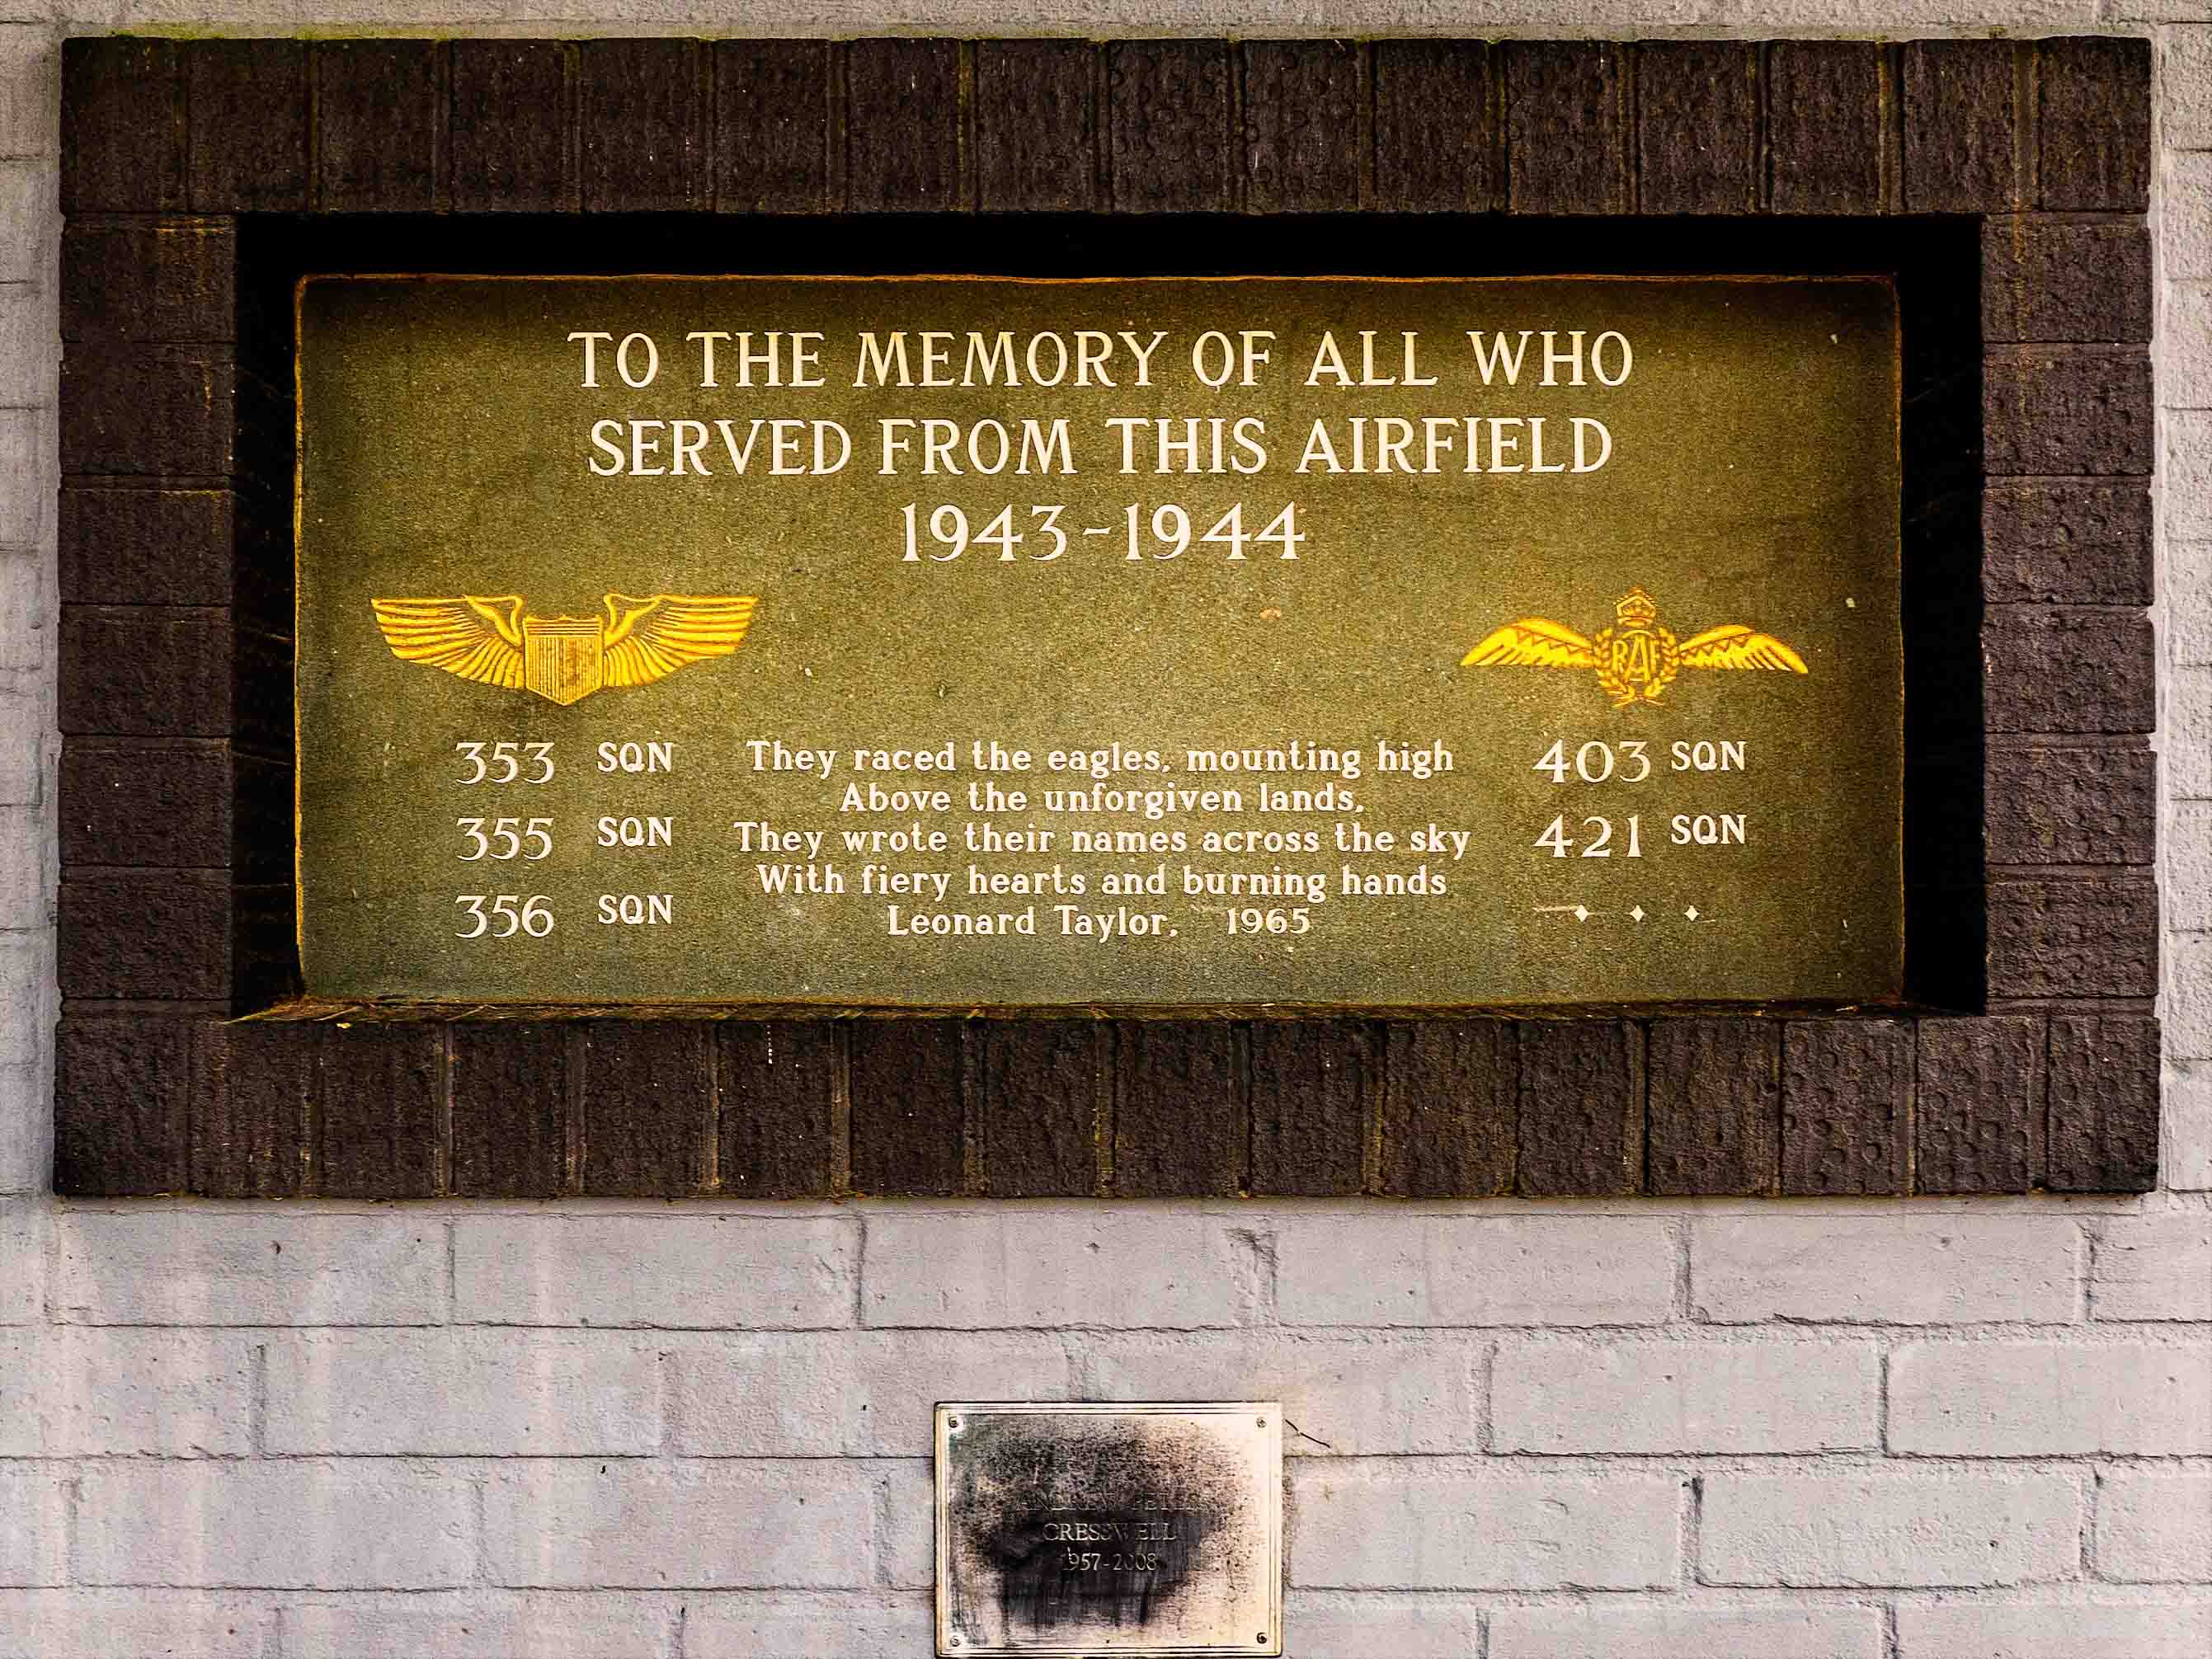 TO THE MEMORY OF ALL WHO
SERVED FROM THIS AIRFIELD
1943-1944
RAF
353 SQN
355 SQN
356 SQN
They raced the eagles, mounting high
Above the unforgiven lands,
They wrote their names across the sky
With fiery hearts and burning hands
Leonard Taylor, 1965
403 SQN
421 SQN
ANDREW PETER
CRESSWELL
1957-2008